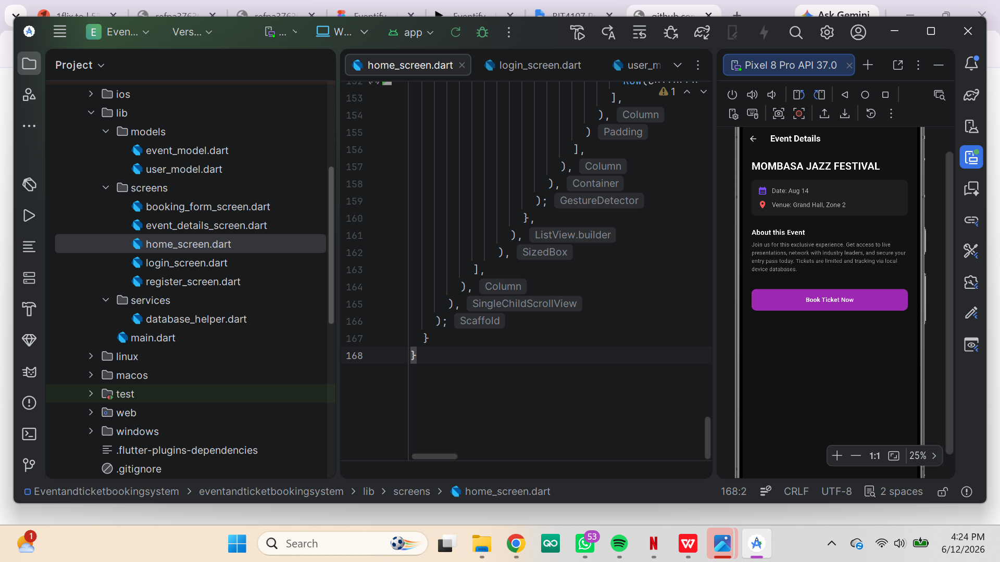 Ask Gemini
E Even...
Vers...
...
W...
app
Project
ios
lib
models
event_model.dart
user_model.dart
screens
booking_form_screen.dart
event_details_screen.dart
home_screen.dart
login_screen.dart
register_screen.dart
services
database_helper.dart
main.dart
linux
macos
test
web
windows
.flutter-plugins-dependencies
.gitignore
home_screen.dart
login_screen.dart
user_m
1
153 ],
154 ), Column
155 ) Padding
156 ],
157 ), Column
158 ), Container
159 ); GestureDetector
160 },
161 ), ListView.builder
162 ), SizedBox
163 ],
164 ), Column
165 ), SingleChildScrollView
166 ); Scaffold
167 }
168 }
Pixel 8 Pro API 37.0
Event Details
MOMBASA JAZZ FESTIVAL
Date: Aug 14
Venue: Grand Hall, Zone 2
About this Event
Join us for this exclusive experience. Get access to live
presentations, network with industry leaders, and secure your
entry pass today. Tickets are limited and tracking via local
device databases.
Book Ticket Now
1:1
25%
Eventandticketbookingsystem > eventandticketbookingsystem > lib > screens > home_screen.dart
168:2
CRLF
UTF-8
2 spaces
1
Search
53
4:24 PM
6/12/2026